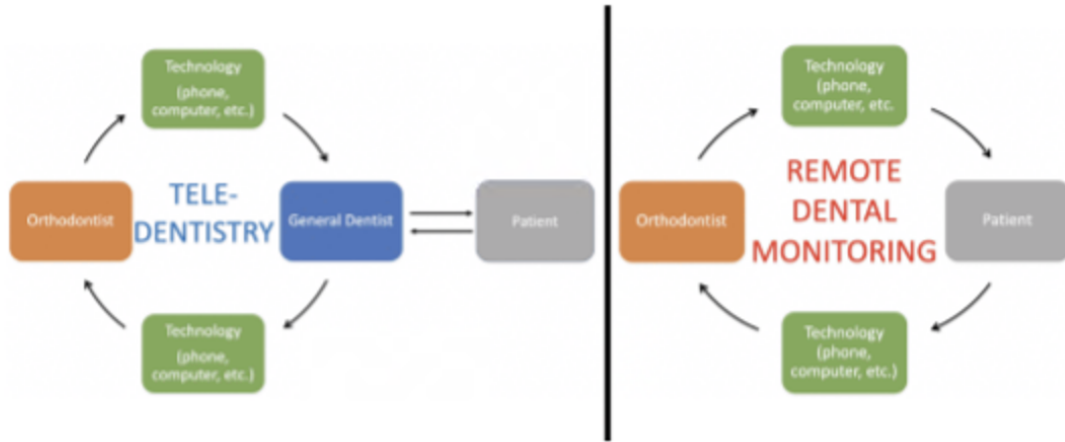 Technology
(phone,
computer, etc.)
Orthodontist
TELE-
DENTISTRY
General Dentist
Patient
Technology
(phone,
computer, etc.)
Technology
(phone,
computer, etc.
Orthodontist
REMOTE
DENTAL
MONITORING
Patient
Technology
(phone,
computer, etc.)